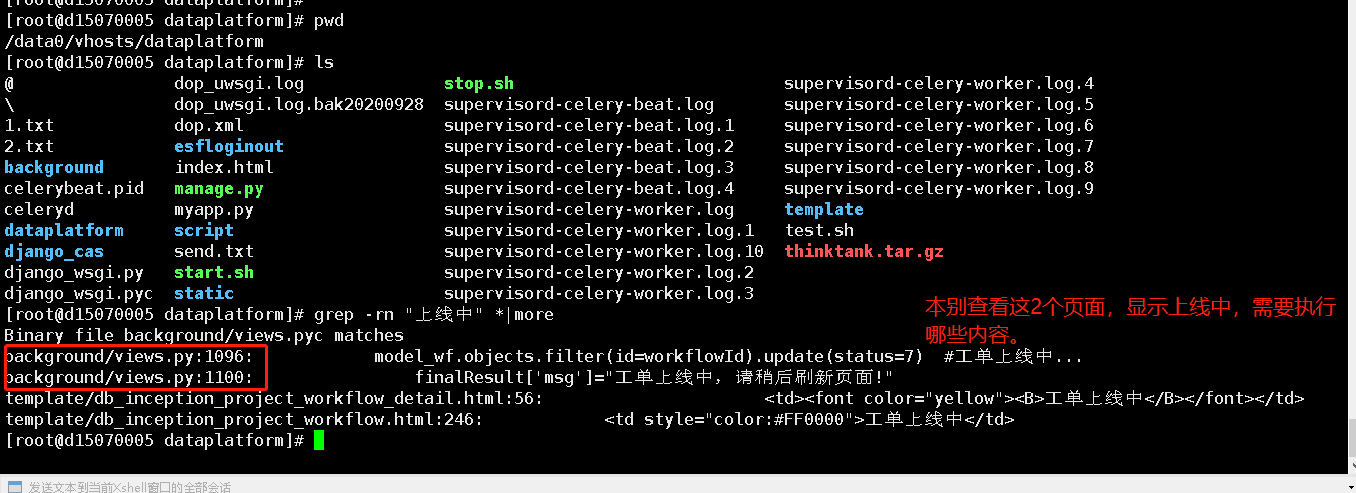 [root@d15070005 dataplatform]#
[root@d15070005 dataplatform]# pwd
/data0/vhosts/dataplatform
[root@d15070005 dataplatform]# ls
@ dop_uwsgi.log stop.sh supervisord-celery-worker.log.4
\ dop_uwsgi.log.bak20200928 supervisord-celery-beat.log supervisord-celery-worker.log.5
1.txt dop.xml supervisord-celery-beat.log.1 supervisord-celery-worker.log.6
2.txt esfloginout supervisord-celery-beat.log.2 supervisord-celery-worker.log.7
background index.html supervisord-celery-beat.log.3 supervisord-celery-worker.log.8
celerybeat.pid manage.py supervisord-celery-beat.log.4 supervisord-celery-worker.log.9
celeryd myapp.py supervisord-celery-worker.log template
dataplatform script supervisord-celery-worker.log.1 test.sh
django_cas send.txt supervisord-celery-worker.log.10 thinktank.tar.gz
django_wsgi.py start.sh supervisord-celery-worker.log.2
django_wsgi.pyc static supervisord-celery-worker.log.3
[root@d15070005 dataplatform]# grep -rn "上线中" *|more
本别查看这2个页面，显示上线中，需要执行
哪些内容。
Binary file background/views.pyc matches
background/views.py:1096: model_wf.objects.filter(id=workflowId).update(status=7) #工单上线中...
background/views.py:1100: finalResult['msg']="工单上线中，请稍后刷新页面!"
template/db_inception_project_workflow_detail.html:56: <td><font color="yellow"><B>工单上线中</B></font></td>
template/db_inception_project_workflow.html:246: <td style="color:#FF0000">工单上线中</td>
[root@d15070005 dataplatform]#
发送文本到当前Xshell窗口的全部会话